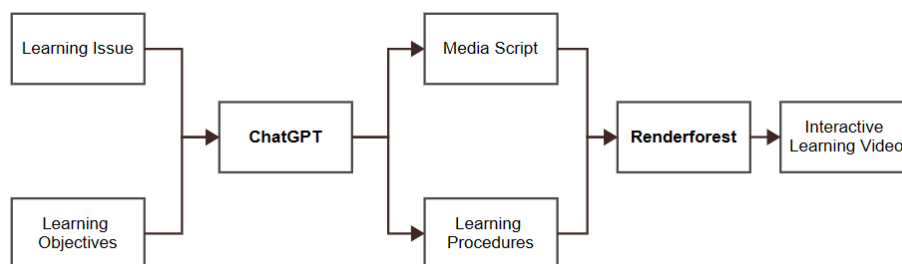 Learning Issue
Media Script
ChatGPT
Renderforest
Interactive
Learning Video
Learning
Objectives
Learning
Procedures